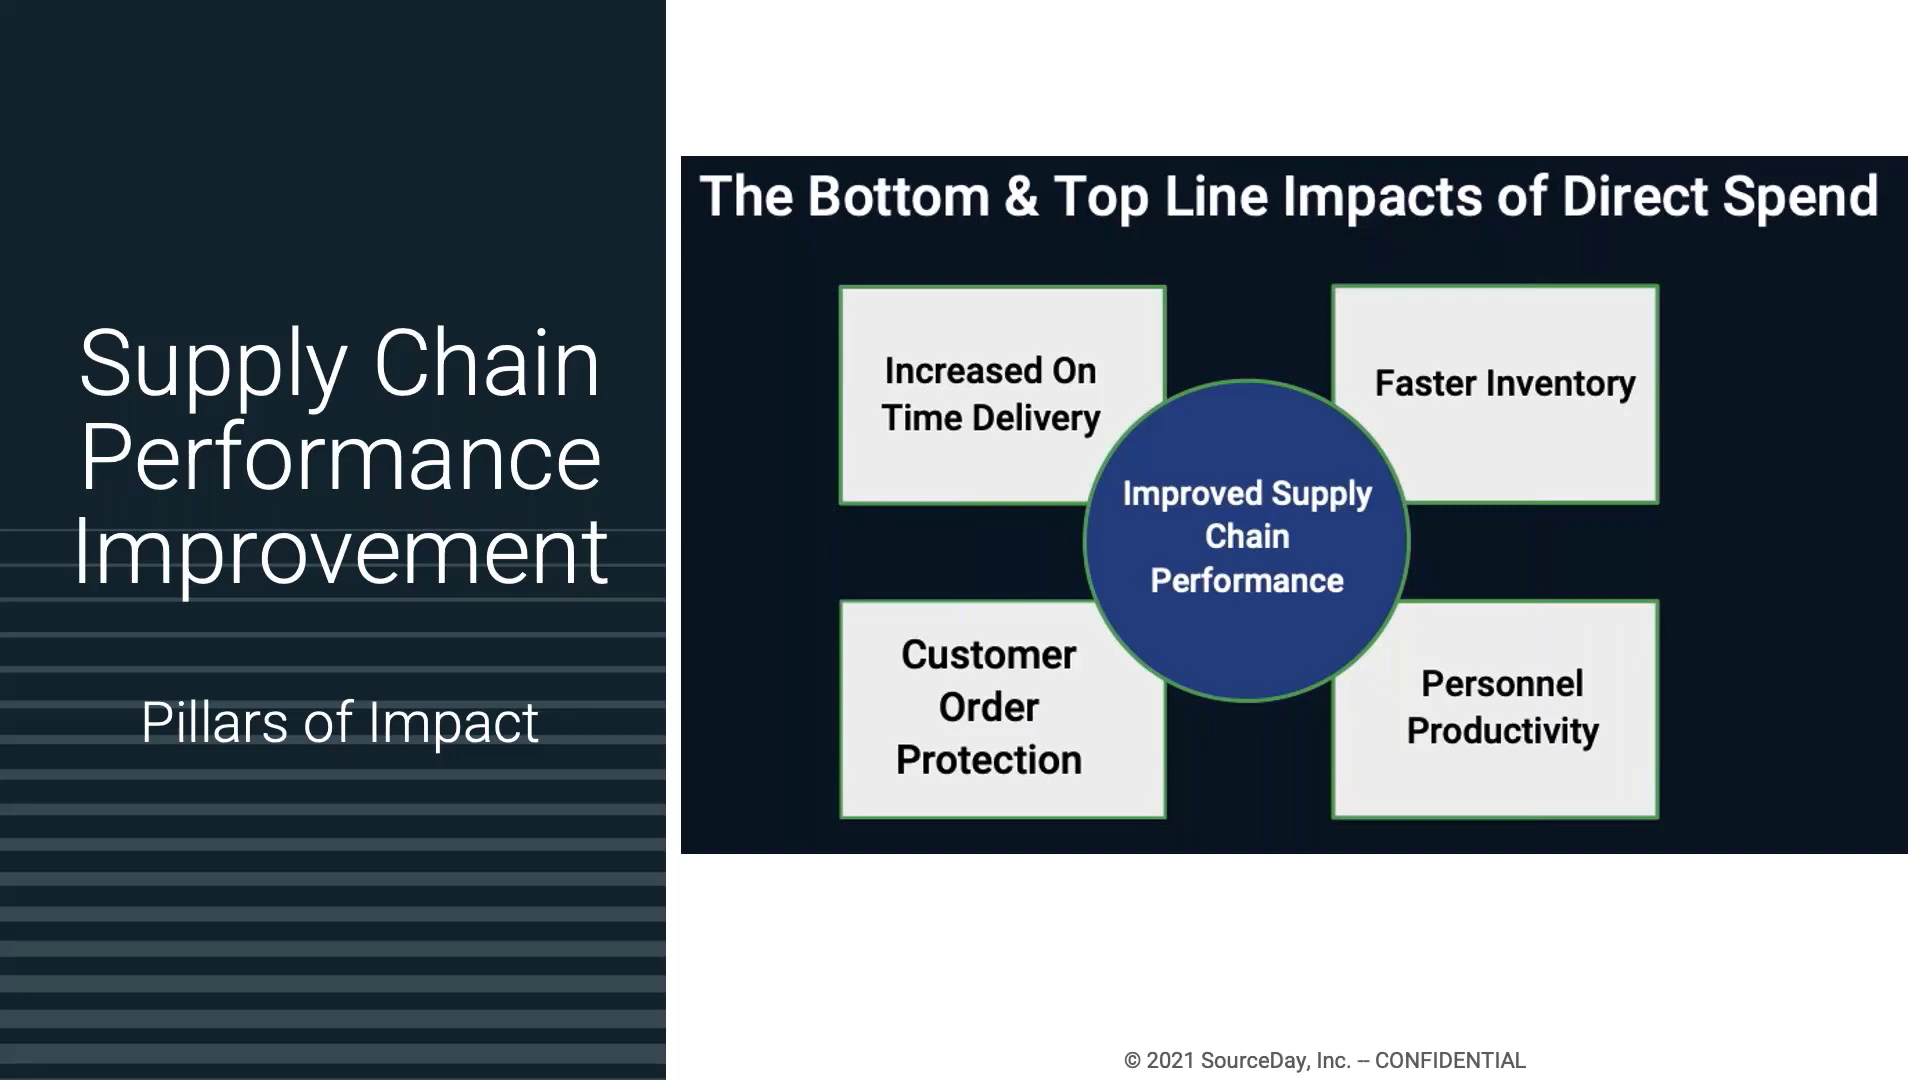 Supply Chain
Performance
Improvement
Pillars of Impact
The Bottom & Top Line Impacts of Direct Spend
Increased On
Time Delivery
Faster Inventory
Improved Supply
Chain
Performance
Customer
Order
Protection
Personnel
Productivity
© 2021 SourceDay, Inc. -- CONFIDENTIAL